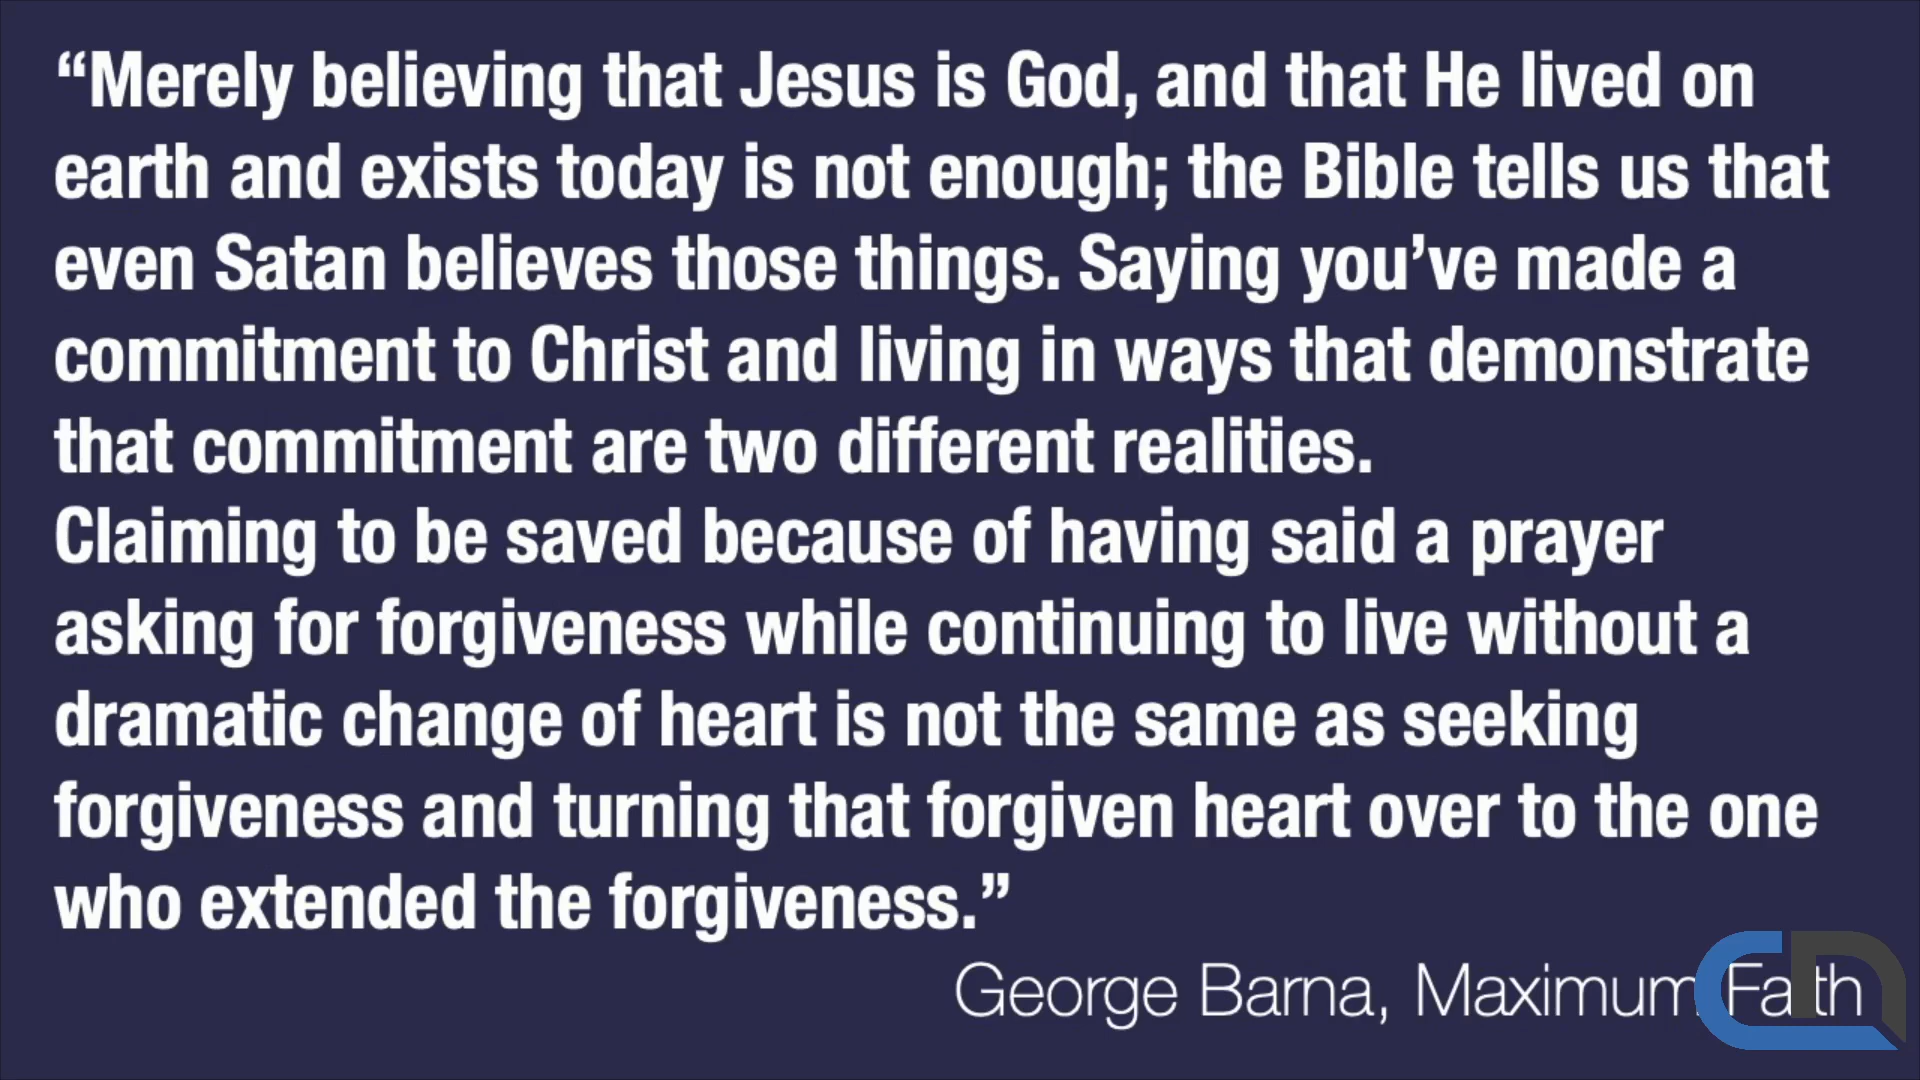 “Merely believing that Jesus is God, and that He lived on
earth and exists today is not enough; the Bible tells us that
even Satan believes those things. Saying you’ve made a
commitment to Christ and living in ways that demonstrate
that commitment are two different realities.
Claiming to be saved because of having said a prayer
asking for forgiveness while continuing to live without a
dramatic change of heart is not the same as seeking
forgiveness and turning that forgiven heart over to the one
who extended the forgiveness.”
George Barna, Maximum Faith